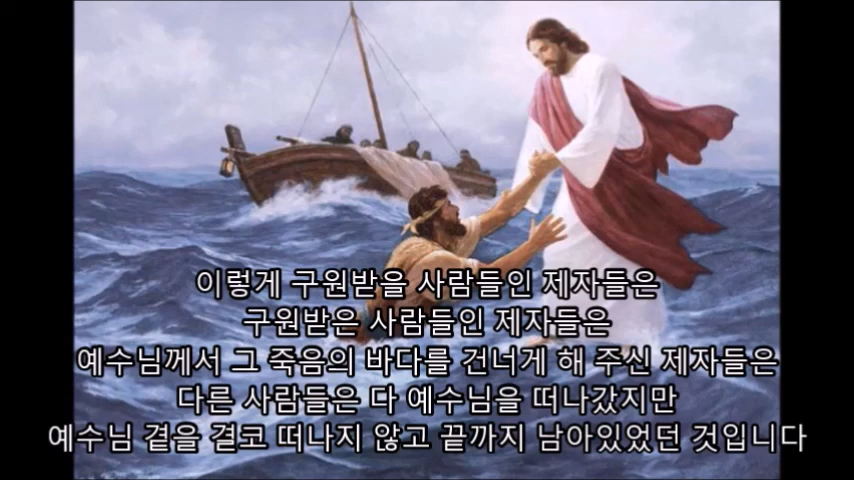 이렇게 구원받을 사람들인 제자들은
구원받은 사람들인 제자들은
예수님께서 그 죽음의 바다를 건너게 해 주신 제자들은
다른 사람들은 다 예수님을 떠나갔지만
예수님 곁을 결코 떠나지 않고 끝까지 남아있었던 것입니다